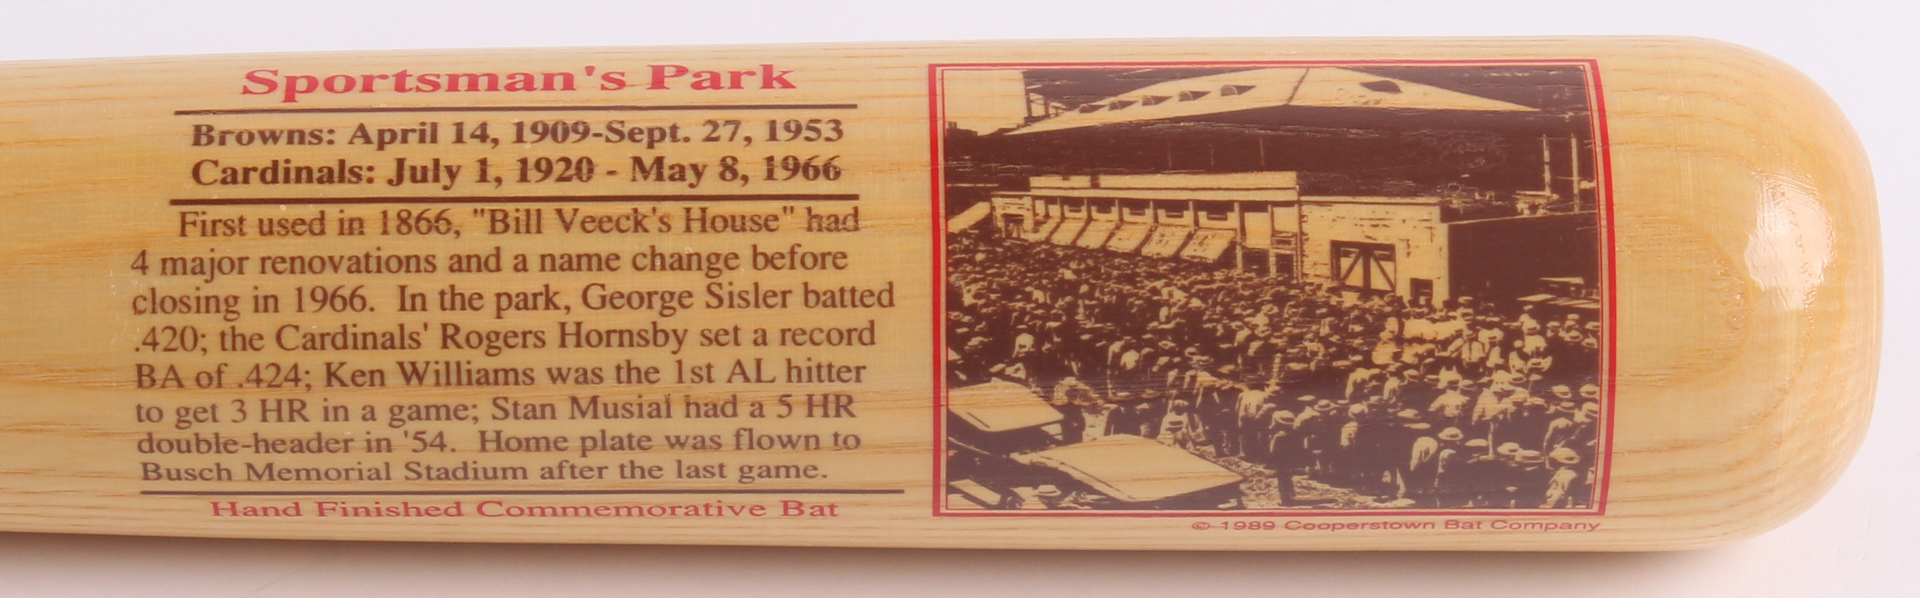 Sportsman's Park
Browns: April 14, 1909-Sept. 27, 1953
Cardinals: July 1, 1920 - May 8, 1966
First used in 1866, "Bill Veeck's House" had
4 major renovations and a name change before
closing in 1966. In the park, George Sisler batted
.420; the Cardinals' Rogers Hornsby set a record
BA of .424; Ken Williams was the 1st AL hitter
to get 3 HR in a game; Stan Musial had a 5 HR
double-header in '54. Home plate was flown to
Busch Memorial Stadium after the last game.
Hand Finished Commemorative Bat
© 1989 Cooperstown Bat Company